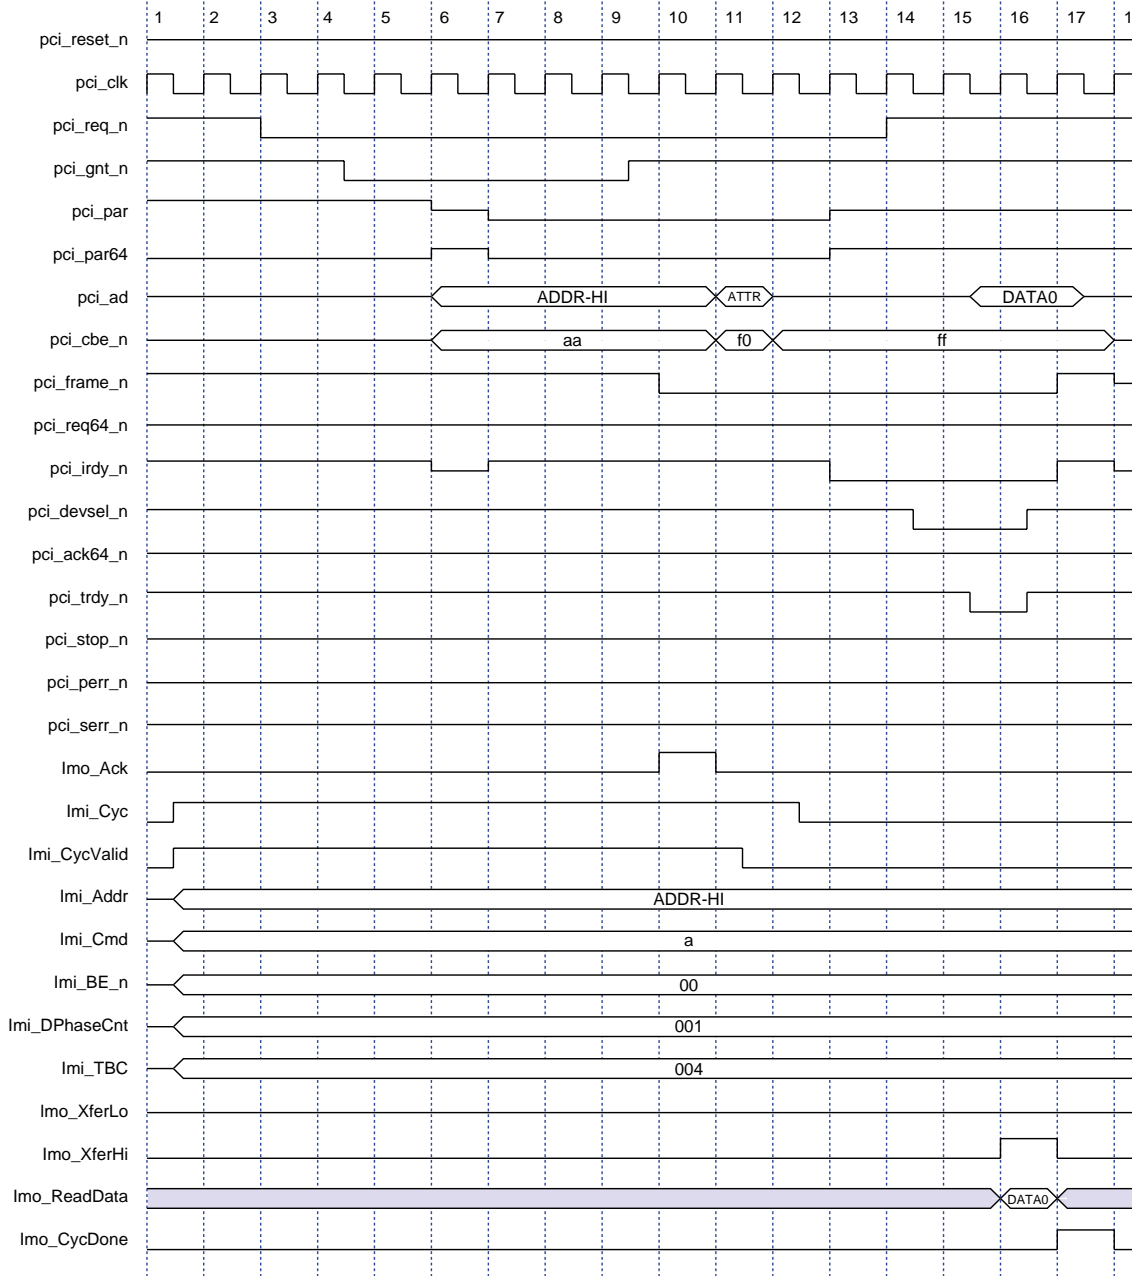 1 2 3 4 5 6 7 8 9 10 11 12 13 14 15 16 17 1
pci_reset_n
pci_clk
pci_req_n
pci_gnt_n
pci_par
pci_par64
pci_ad ADDR-HI ATTR DATA0
pci_cbe_n aa f0 ff
pci_frame_n
pci_req64_n
pci_irdy_n
pci_devsel_n
pci_ack64_n
pci_trdy_n
pci_stop_n
pci_perr_n
pci_serr_n
lmo_Ack
lmi_Cyc
lmi_CycValid
lmi_Addr ADDR-HI
lmi_Cmd a
lmi_BE_n 00
lmi_DPhaseCnt 001
lmi_TBC 004
lmo_XferLo
lmo_XferHi
lmo_ReadData DATA0
lmo_CycDone